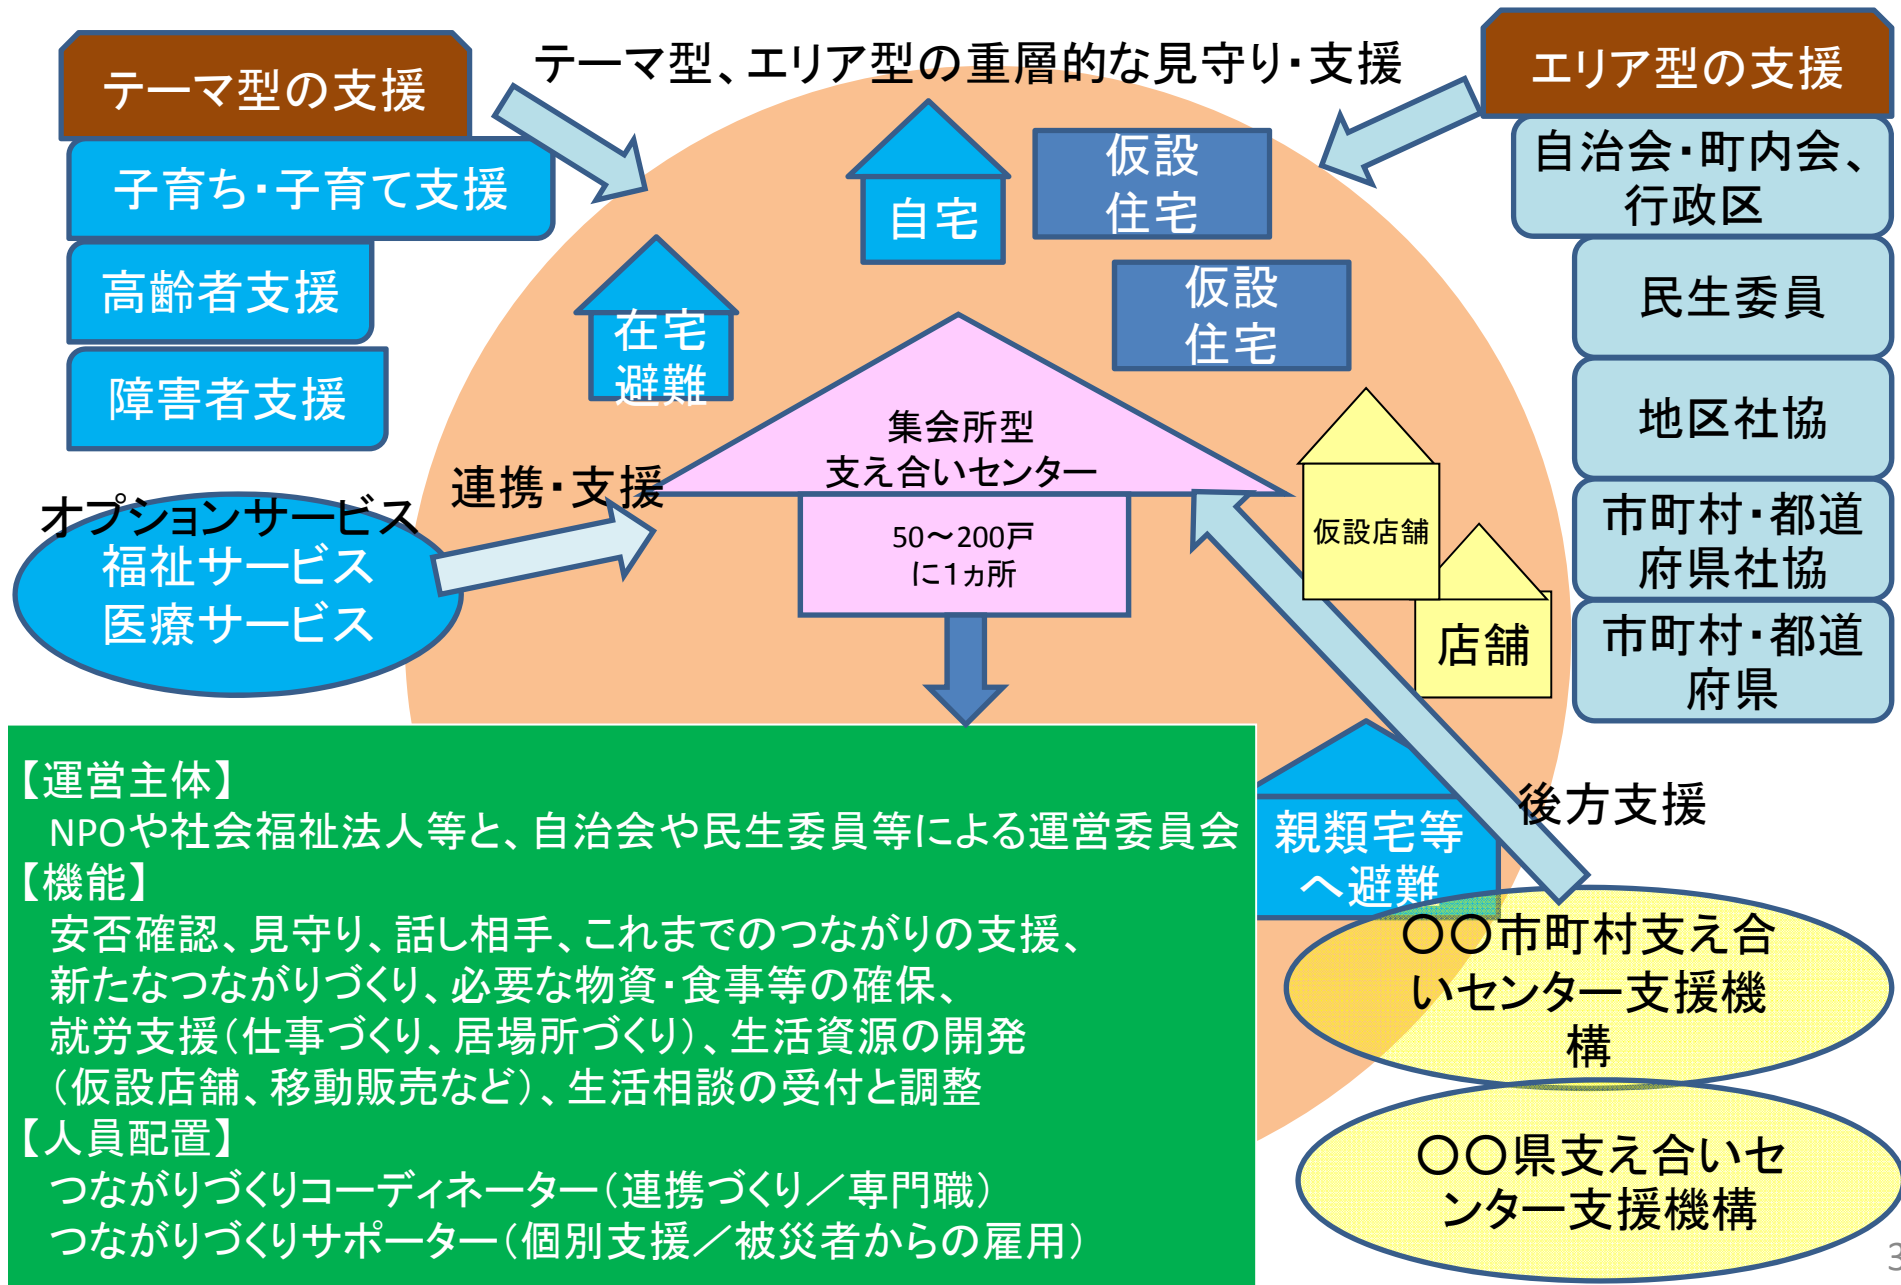 テーマ型、エリア型の重層的な見守り・支援
テーマ型の支援
子育ち・子育て支援
高齢者支援
障害者支援
エリア型の支援
自治会・町内会、
行政区
民生委員
地区社協
市町村・都道
府県社協
市町村・都道
府県
自宅
仮設
住宅
仮設
住宅
在宅
避難
集会所型
支え合いセンター
50～200戸
に1ヵ所
連携・支援
オプションサービス
福祉サービス
医療サービス
仮設店舗
店舗
親類宅等
へ避難
後方支援
〇〇市町村支え合
いセンター支援機
構
〇〇県支え合いセ
ンター支援機構
【運営主体】
NPOや社会福祉法人等と、自治会や民生委員等による運営委員会
【機能】
安否確認、見守り、話し相手、これまでのつながりの支援、
新たなつながりづくり、必要な物資・食事等の確保、
就労支援（仕事づくり、居場所づくり）、生活資源の開発
（仮設店舗、移動販売など）、生活相談の受付と調整
【人員配置】
つながりづくりコーディネーター（連携づくり／専門職）
つながりづくりサポーター（個別支援／被災者からの雇用）
3